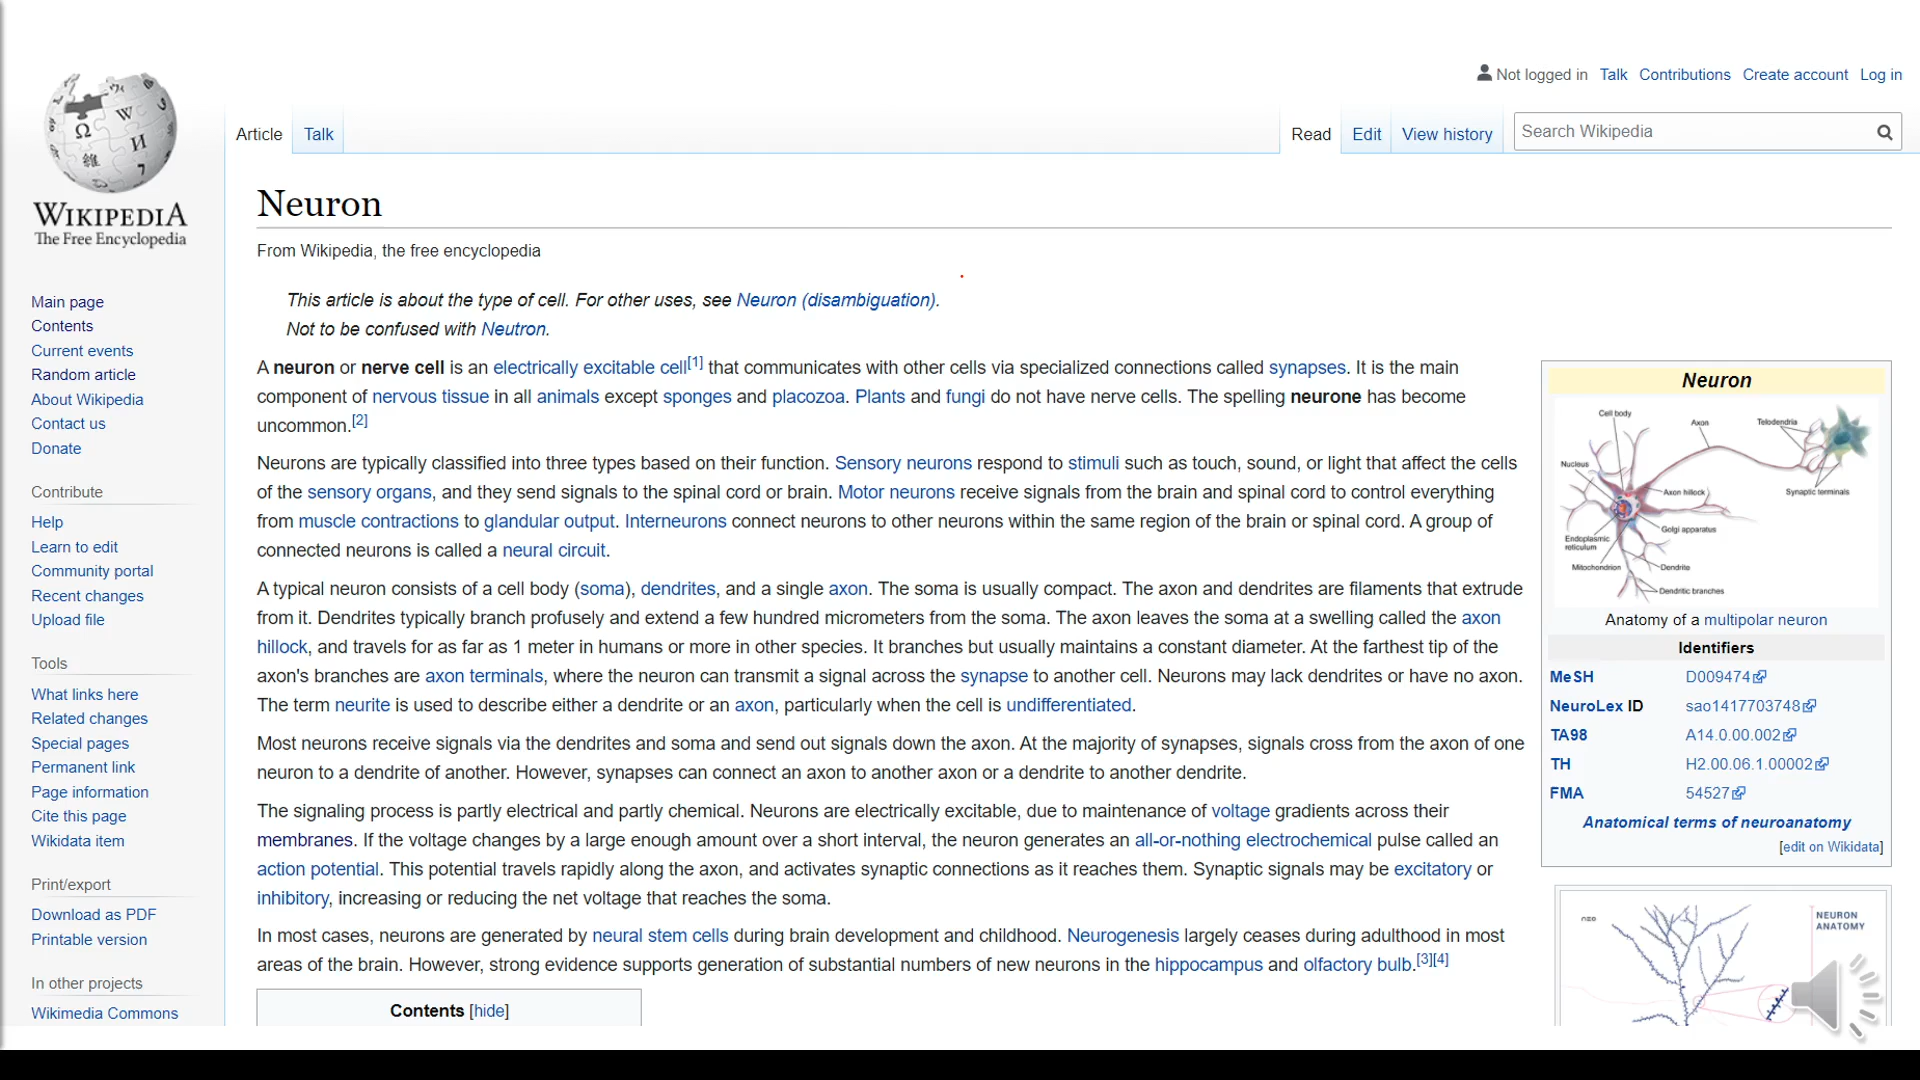 Not logged in Talk Contributions Create account Log in
Article Talk
Read Edit View history Search Wikipedia
WIKIPEDIA
The Free Encyclopedia
Main page
Contents
Current events
Random article
About Wikipedia
Contact us
Donate
Contribute
Help
Learn to edit
Community portal
Recent changes
Upload file
Tools
What links here
Related changes
Special pages
Permanent link
Page information
Cite this page
Wikidata item
Print/export
Download as PDF
Printable version
In other projects
Wikimedia Commons
Neuron
From Wikipedia, the free encyclopedia
This article is about the type of cell. For other uses, see Neuron (disambiguation).
Not to be confused with Neutron.
A neuron or nerve cell is an electrically excitable cell[1] that communicates with other cells via specialized connections called synapses. It is the main
component of nervous tissue in all animals except sponges and placozoa. Plants and fungi do not have nerve cells. The spelling neurone has become
uncommon.[2]
Neurons are typically classified into three types based on their function. Sensory neurons respond to stimuli such as touch, sound, or light that affect the cells
of the sensory organs, and they send signals to the spinal cord or brain. Motor neurons receive signals from the brain and spinal cord to control everything
from muscle contractions to glandular output. Interneurons connect neurons to other neurons within the same region of the brain or spinal cord. A group of
connected neurons is called a neural circuit.
A typical neuron consists of a cell body (soma), dendrites, and a single axon. The soma is usually compact. The axon and dendrites are filaments that extrude
from it. Dendrites typically branch profusely and extend a few hundred micrometers from the soma. The axon leaves the soma at a swelling called the axon
hillock, and travels for as far as 1 meter in humans or more in other species. It branches but usually maintains a constant diameter. At the farthest tip of the
axon's branches are axon terminals, where the neuron can transmit a signal across the synapse to another cell. Neurons may lack dendrites or have no axon.
The term neurite is used to describe either a dendrite or an axon, particularly when the cell is undifferentiated.
Most neurons receive signals via the dendrites and soma and send out signals down the axon. At the majority of synapses, signals cross from the axon of one
neuron to a dendrite of another. However, synapses can connect an axon to another axon or a dendrite to another dendrite.
The signaling process is partly electrical and partly chemical. Neurons are electrically excitable, due to maintenance of voltage gradients across their
membranes. If the voltage changes by a large enough amount over a short interval, the neuron generates an all-or-nothing electrochemical pulse called an
action potential. This potential travels rapidly along the axon, and activates synaptic connections as it reaches them. Synaptic signals may be excitatory or
inhibitory, increasing or reducing the net voltage that reaches the soma.
In most cases, neurons are generated by neural stem cells during brain development and childhood. Neurogenesis largely ceases during adulthood in most
areas of the brain. However, strong evidence supports generation of substantial numbers of new neurons in the hippocampus and olfactory bulb.[3][4]
Contents [hide]
Neuron
Cell body
Axon
Telodendria
Nucleus
Axon hillock
Synaptic terminals
Golgi apparatus
Endoplasmic
reticulum
Mitochondrion
Dendrite
Dendritic branches
Anatomy of a multipolar neuron
Identifiers
MeSH D009474
NeuroLex ID sao1417703748
TA98 A14.0.00.002
TH H2.00.06.1.00002
FMA 54527
Anatomical terms of neuroanatomy
[edit on Wikidata]
NEURON
ANATOMY